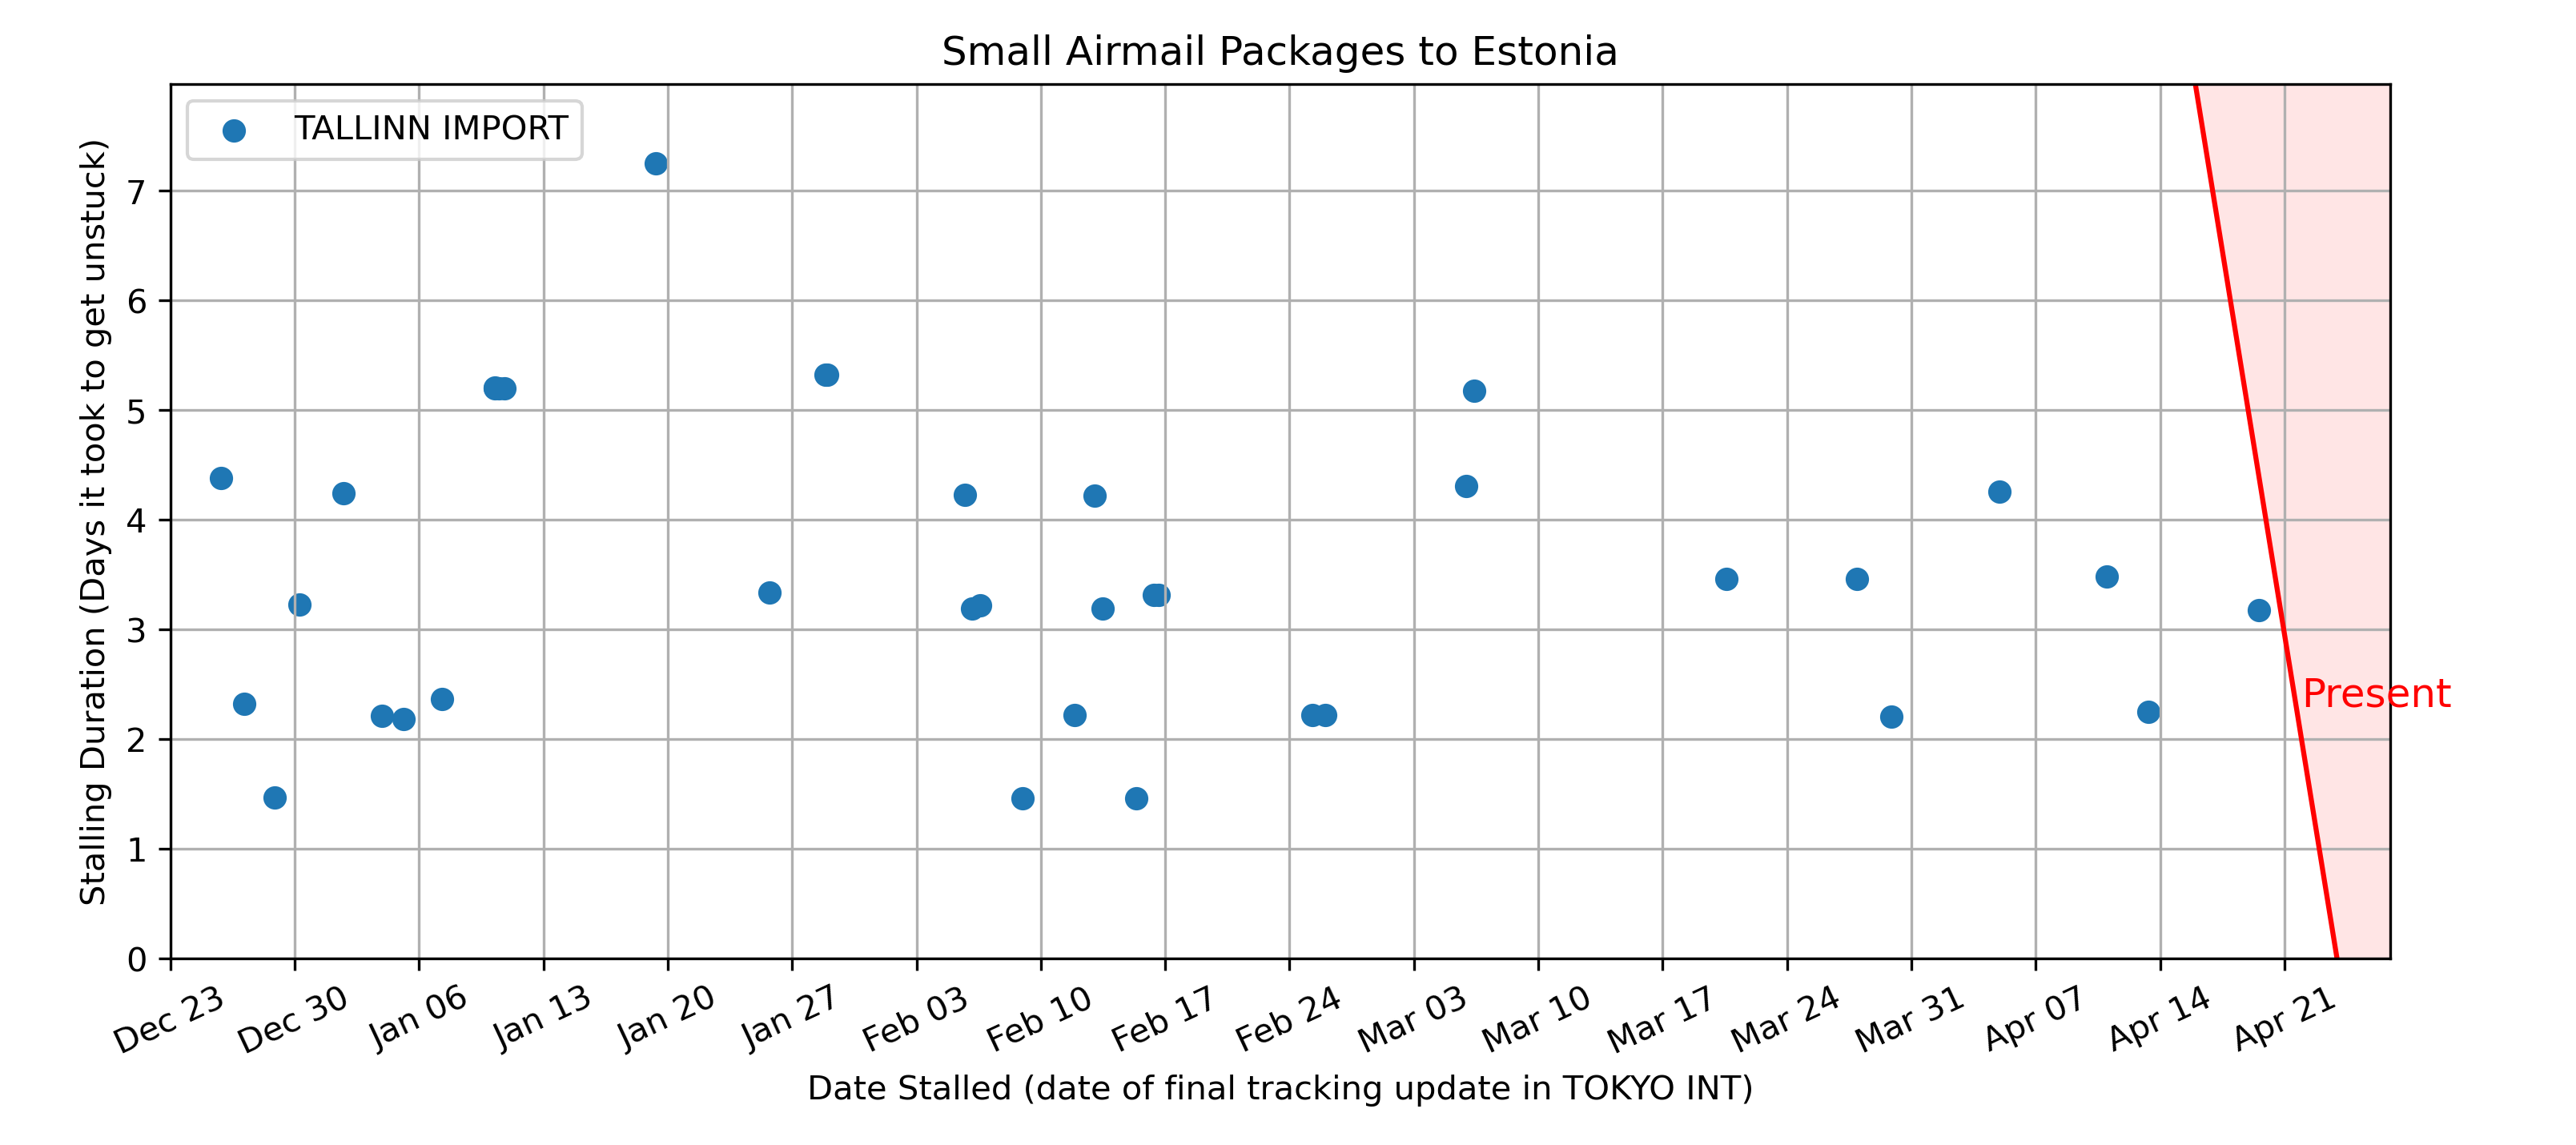 Small Airmail Packages to Estonia
TALLINN IMPORT
Stalling Duration (Days it took to get unstuck)
7
6
5
4
3
2
1
0
Present
Dec 23
Dec 30
Jan 06
Jan 13
Jan 20
Jan 27
Feb 03
Feb 10
Feb 17
Feb 24
Mar 03
Mar 10
Mar 17
Mar 24
Mar 31
Apr 07
Apr 14
Apr 21
Date Stalled (date of final tracking update in TOKYO INT)